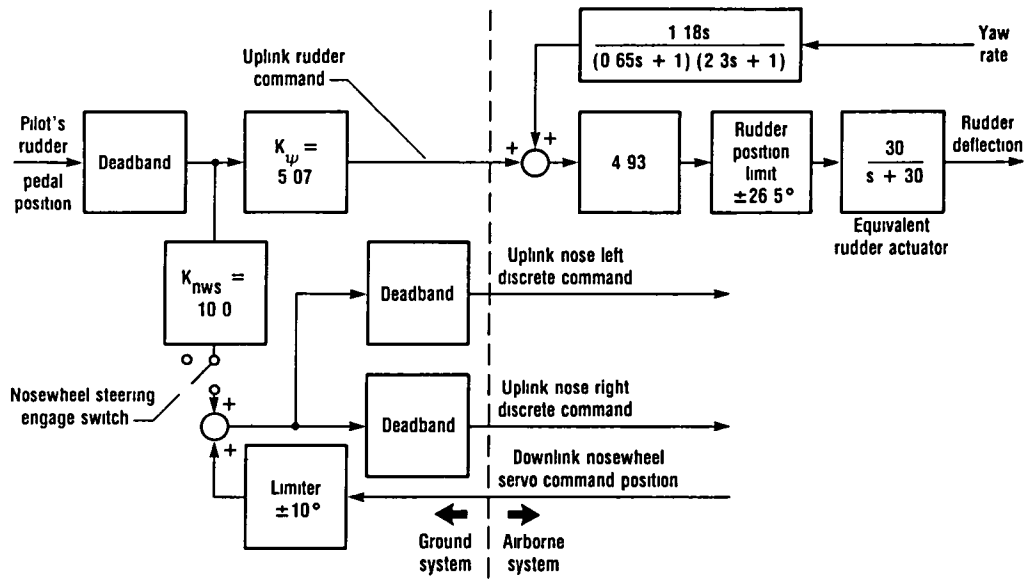 1 18s
(0 65s + 1) (2 3s + 1)
Yaw
rate
Uplink rudder
command
Pilot's
rudder
pedal
position
Deadband
K ψ =
5 07
+
+
4 93
Rudder
position
limit
±26 5°
30
s + 30
Rudder
deflection
Equivalent
rudder actuator
K nws =
10 0
Deadband
Uplink nose left
discrete command
Nosewheel steering
engage switch
+
+
Deadband
Uplink nose right
discrete command
Limiter
±10°
Downlink nosewheel
servo command position
Ground
system
Airborne
system